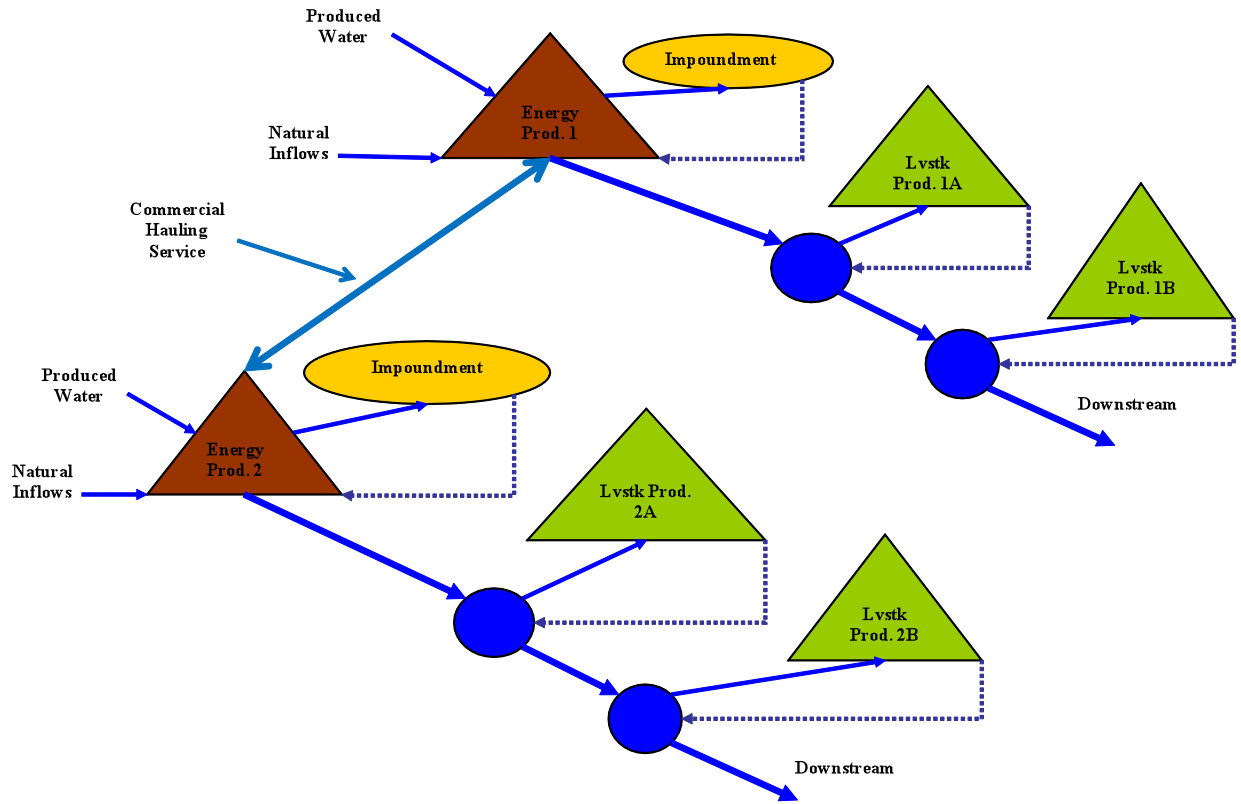 Produced
Water
Impoundment
Energy
Prod. 1
Natural
Inflows
Lvstk
Prod. 1A
Commercial
Hauling
Service
Lvstk
Prod. 1B
Impoundment
Produced
Water
Downstream
Energy
Prod. 2
Natural
Inflows
Lvstk Prod.
2A
Lvstk
Prod. 2B
Downstream